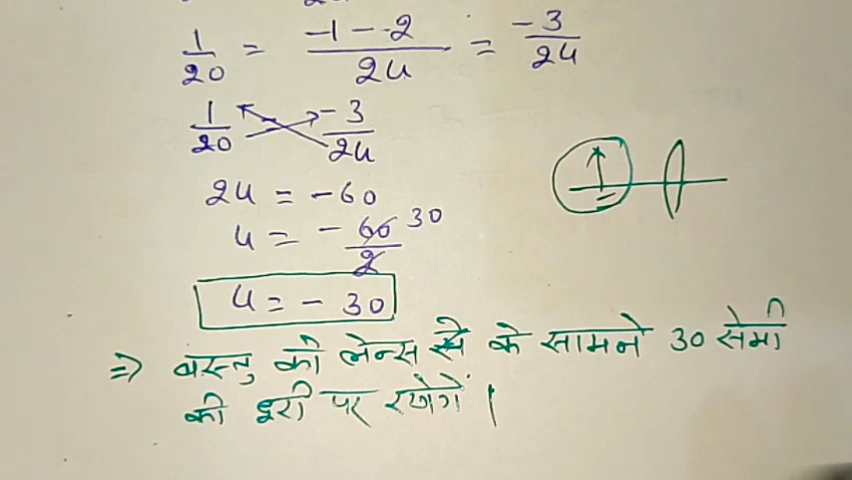 1/20 = (-1--2)/2u = -3/2u
1/20 = -3/2u
2u = -60
u = -60/2 30
u = - 30
⇒ वस्तु को लेन्स के सामने 30 सेमी
की दूरी पर रखेगें।